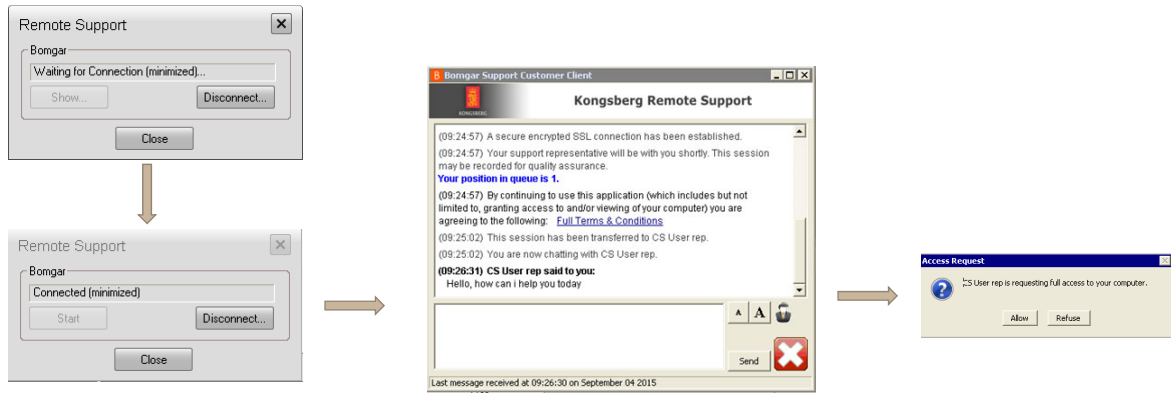 Remote Support
Bomgar
Waiting for Connection (minimized)...
Show...
Disconnect...
Close
Remote Support
Bomgar
Connected (minimized)
Start
Disconnect...
Close
B Bomgar Support Customer Client
KONGSBERG
Kongsberg Remote Support
(09:24:57) A secure encrypted SSL connection has been established.
(09:24:57) Your support representative will be with you shortly. This session
may be recorded for quality assurance.
Your position in queue is 1.
(09:24:57) By continuing to use this application (which includes but not
limited to, granting access to and/or viewing of your computer) you are
agreeing to the following: Full Terms & Conditions
(09:25:02) This session has been transferred to CS User rep.
(09:25:02) You are now chatting with CS User rep.
(09:26:31) CS User rep said to you:
Hello, how can i help you today
A A
Send
Last message received at 09:26:30 on September 04 2015
Access Request
CS User rep is requesting full access to your computer.
Allow
Refuse